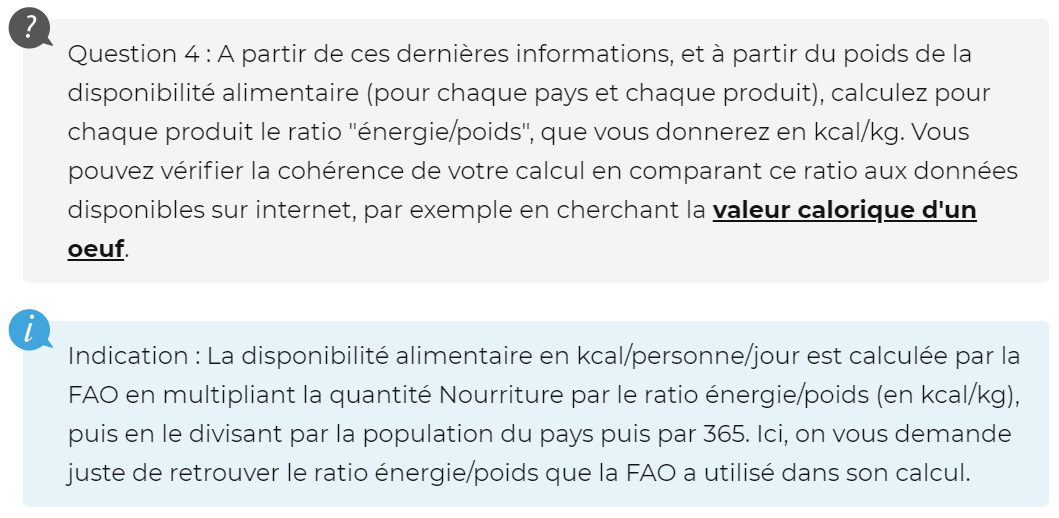 ?
Question 4 : A partir de ces dernières informations, et à partir du poids de la
disponibilité alimentaire (pour chaque pays et chaque produit), calculez pour
chaque produit le ratio "énergie/poids", que vous donnerez en kcal/kg. Vous
pouvez vérifier la cohérence de votre calcul en comparant ce ratio aux données
disponibles sur internet, par exemple en cherchant la valeur calorique d'un
oeuf.
i
Indication : La disponibilité alimentaire en kcal/personne/jour est calculée par la
FAO en multipliant la quantité Nourriture par le ratio énergie/poids (en kcal/kg),
puis en le divisant par la population du pays puis par 365. Ici, on vous demande
juste de retrouver le ratio énergie/poids que la FAO a utilisé dans son calcul.